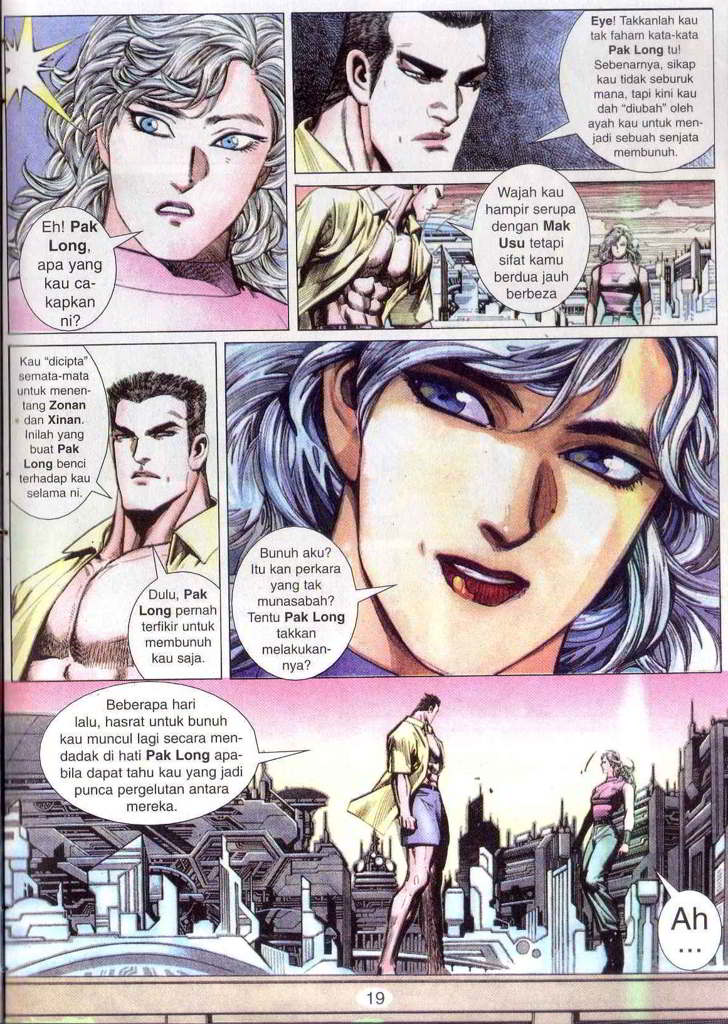 Eh! Pak
Long,
apa yang
kau ca-
kapkan
ni?
Eye! Takkanlah kau
tak faham kata-kata
Pak Long tu!
Sebenarnya, sikap
kau tidak seburuk
mana, tapi kini kau
dah "diubah" oleh
ayah kau untuk men-
jadi sebuah senjata
membunuh.
Wajah kau
hampir serupa
dengan Mak
Usu tetapi
sifat kamu
berdua jauh
berbeza
Kau "dicipta"
semata-mata
untuk menen-
tang Zonan
dan Xinan.
Inilah yang
buat Pak
Long benci
terhadap kau
selama ni.
Dulu, Pak
Long pernah
terfikir untuk
membunuh
kau saja.
Bunuh aku?
Itu kan perkara
yang tak
munasabah?
Tentu Pak Long
takkan
melakukan-
nya?
Beberapa hari
lalu, hasrat untuk bunuh
kau muncul lagi secara men-
dadak di hati Pak Long apa-
bila dapat tahu kau yang jadi
punca pergelutan antara
mereka.
Ah
...
19